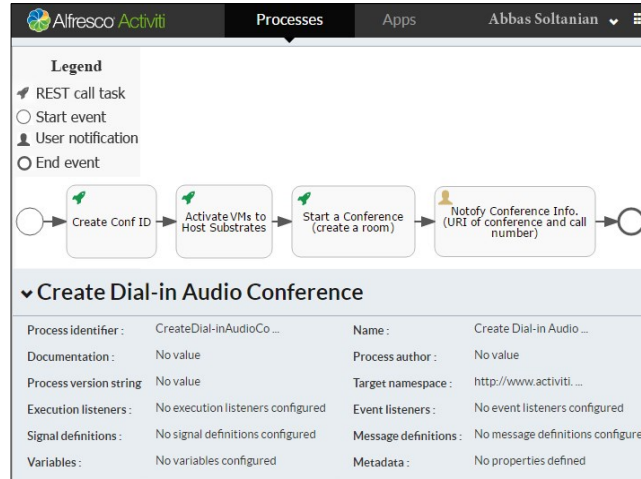 Alfresco Activiti Processes Apps Abbas Soltanian
Legend
REST call task
Start event
User notification
End event
Create Conf ID
Activate VMs to
Host Substrates
Start a Conference
(create a room)
Notofy Conference Info.
(URI of conference and call
number)
Create Dial-in Audio Conference
Process identifier : CreateDial-inAudioCo ... Name : Create Dial-in Audio ...
Documentation : No value Process author : No value
Process version string No value Target namespace : http://www.activiti. ...
Execution listeners : No execution listeners configured Event listeners : No event listeners configured
Signal definitions : No signal definitions configured Message definitions : No message definitions configure
Variables : No variables configured Metadata : No properties defined